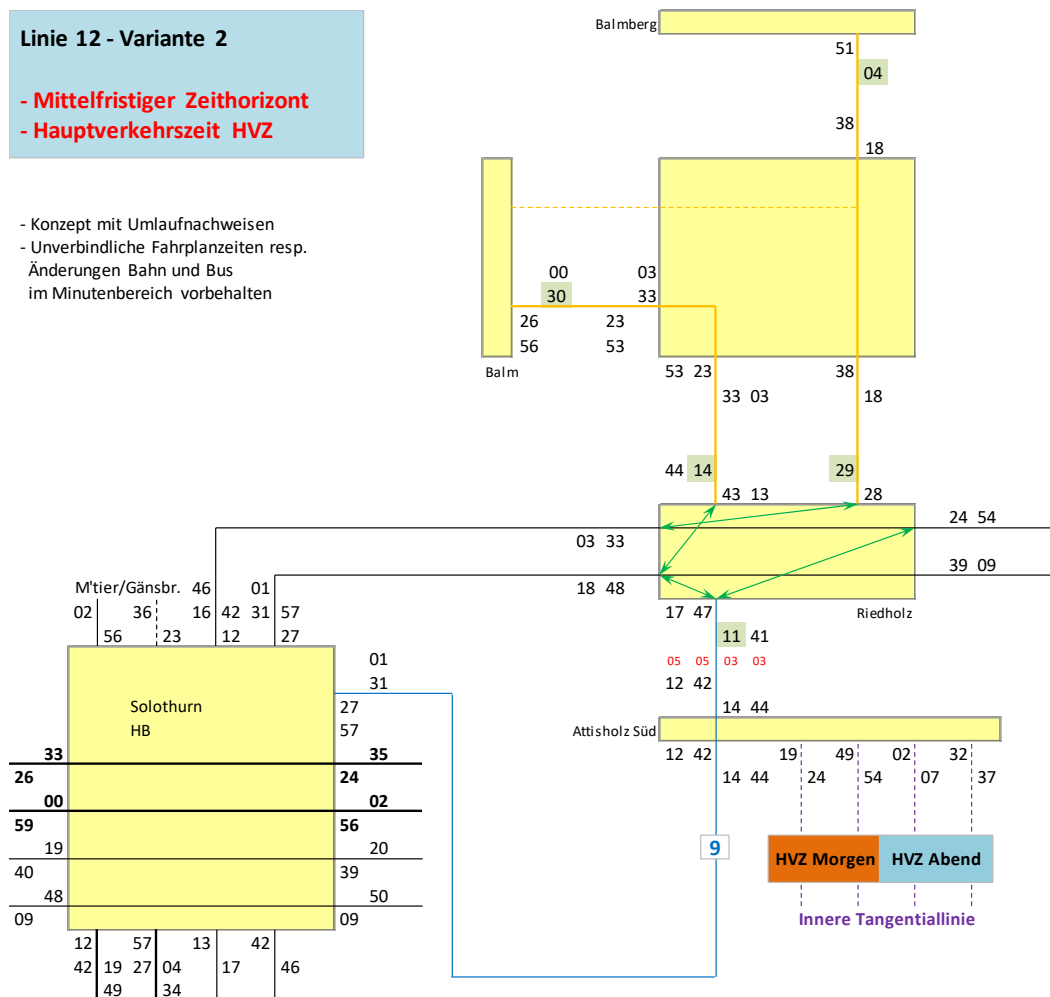 Linie 12 - Variante 2
- Mittelfristiger Zeithorizont
- Hauptverkehrszeit HVZ
- Konzept mit Umlaufnachweisen
- Unverbindliche Fahrplanzeiten resp.
Änderungen Bahn und Bus
im Minutenbereich vorbehalten
Balmberg
51
04
38
18
00 03
30 33
26 23
56 53
Balm
53 23 38
33 03 18
44 14 29
43 13 28
24 54
03 33
39 09
18 48
Riedholz
17 47
11 41
05 05 03 03
12 42
14 44
Attisholz Süd
12 42 19 49 02 32
14 44 24 54 07 37
9
HVZ Morgen HVZ Abend
Innere Tangentiallinie
M'tier/Gänsbr. 46 01
02 36 16 42 31 57
56 23 12 27
01
31
Solothurn
HB
27
57
33 35
26 24
00 02
59 56
19 20
40 39
48 50
09 09
12 57 13 42
42 19 27 04 17 46
49 34